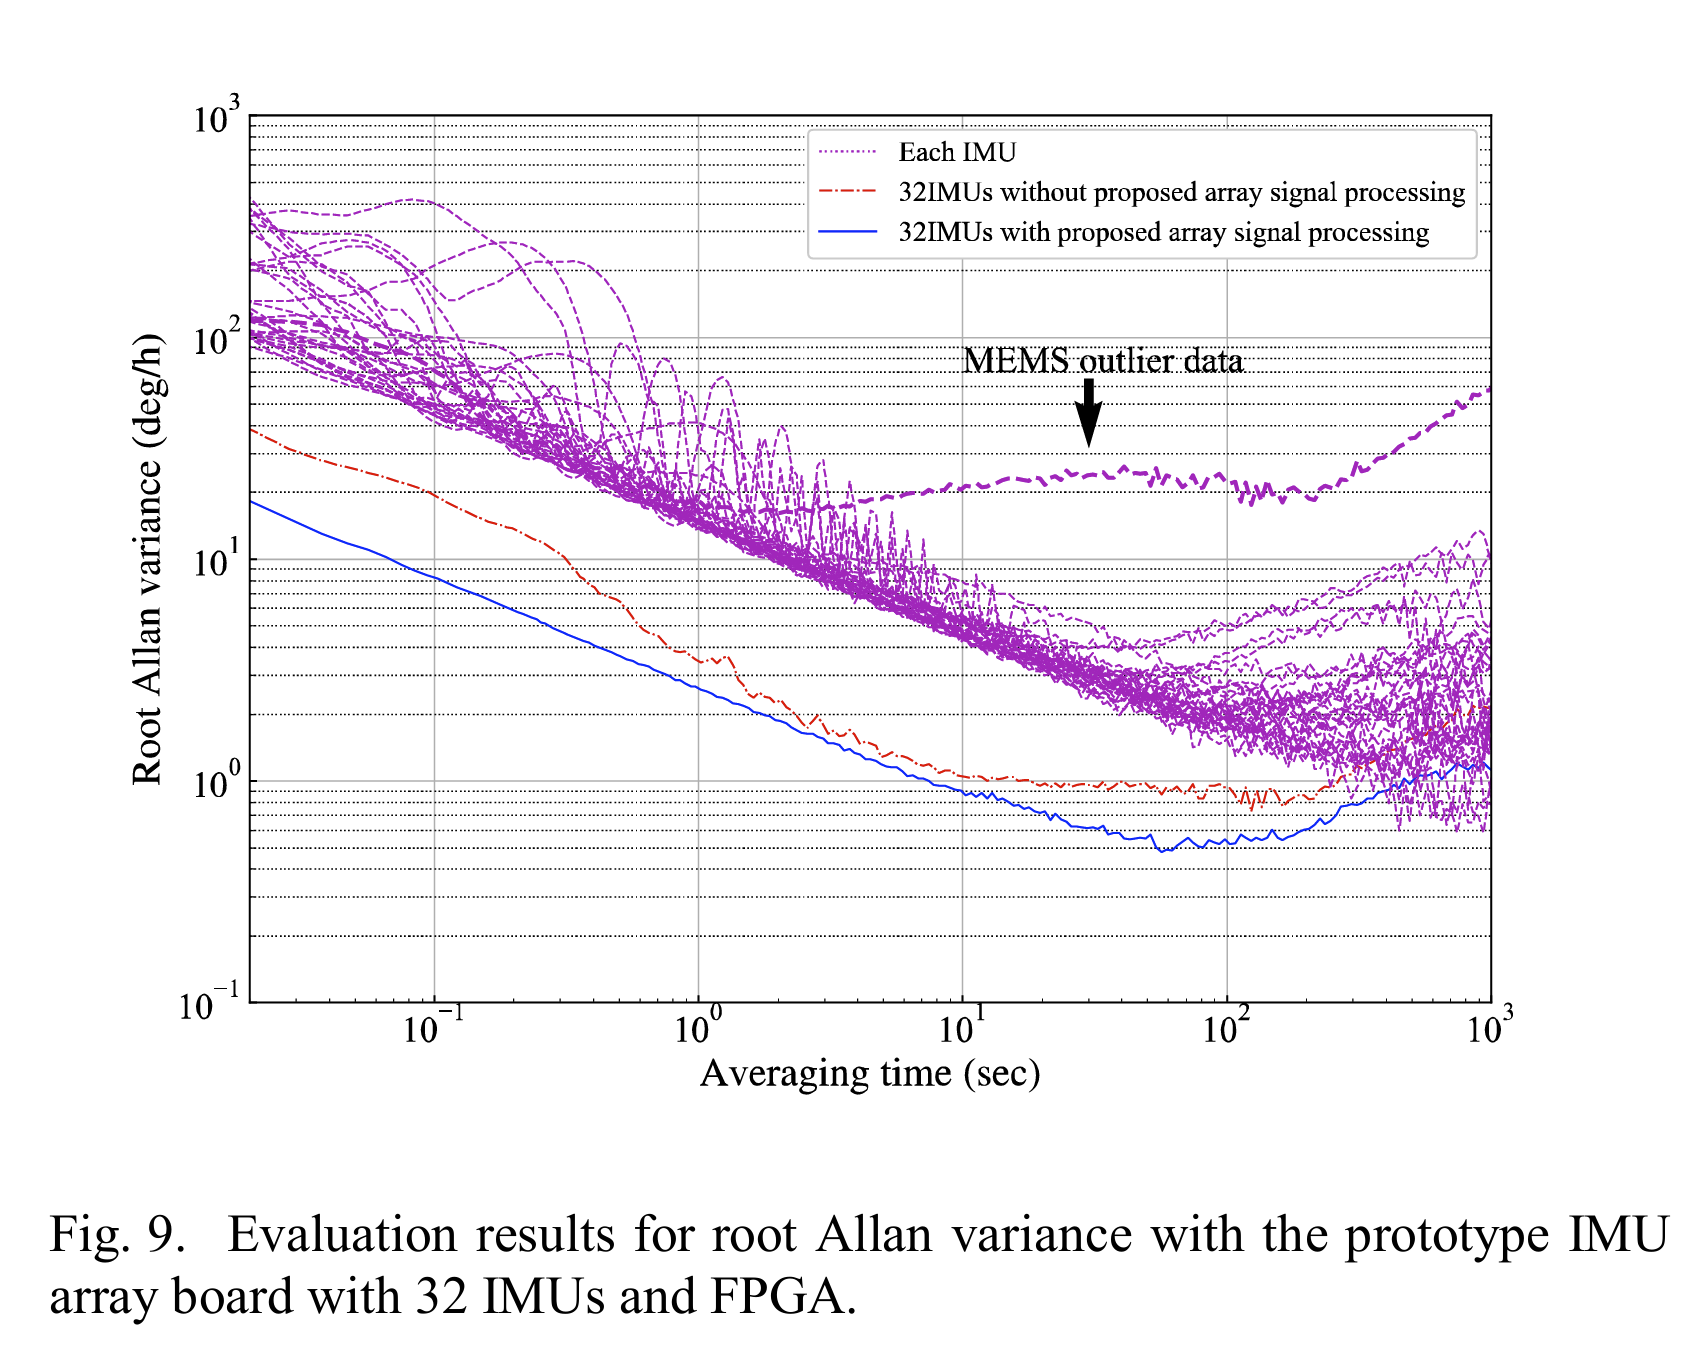 10^3
Each IMU
32IMUs without proposed array signal processing
32IMUs with proposed array signal processing
10^2
MEMS outlier data
Root Allan variance (deg/h)
10^1
10^0
10^−1
10^−1 10^0 10^1 10^2 10^3
Averaging time (sec)
Fig. 9. Evaluation results for root Allan variance with the prototype IMU
array board with 32 IMUs and FPGA.